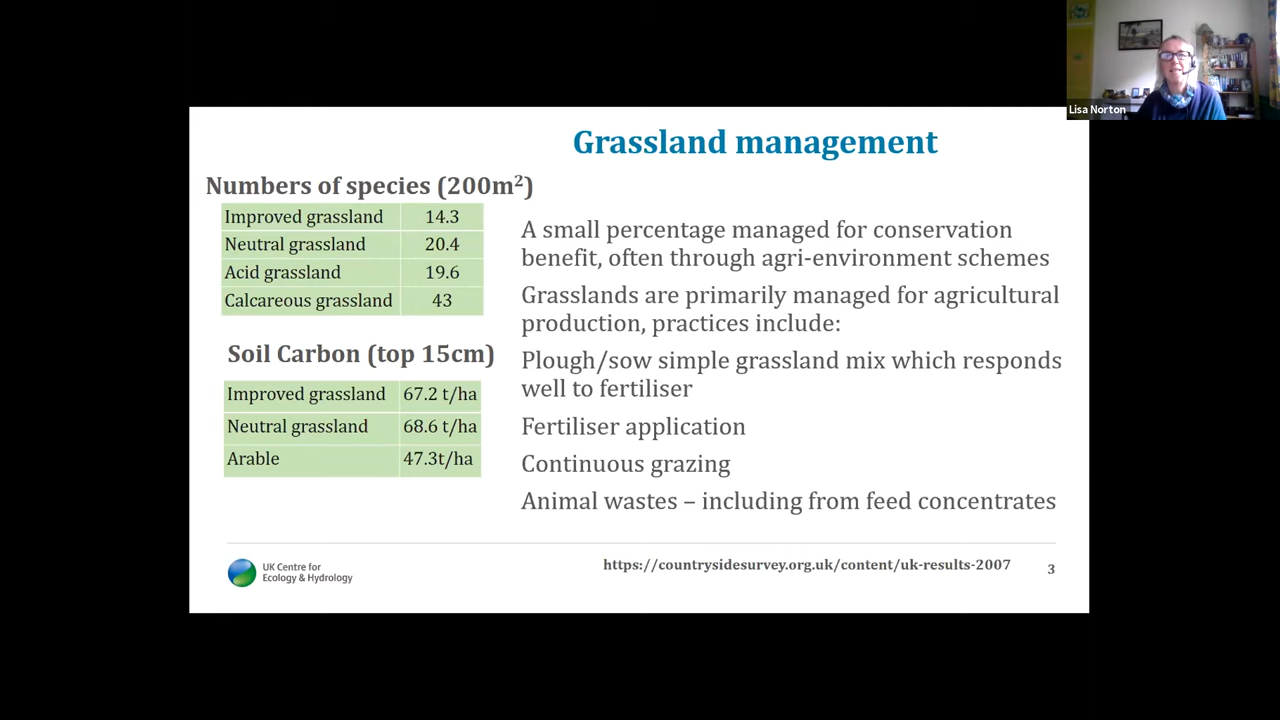 Lisa Norton
Grassland management
Numbers of species (200m²)
Improved grassland 14.3
Neutral grassland 20.4
Acid grassland 19.6
Calcareous grassland 43
Soil Carbon (top 15cm)
Improved grassland 67.2 t/ha
Neutral grassland 68.6 t/ha
Arable 47.3t/ha
A small percentage managed for conservation
benefit, often through agri-environment schemes
Grasslands are primarily managed for agricultural
production, practices include:
Plough/sow simple grassland mix which responds
well to fertiliser
Fertiliser application
Continuous grazing
Animal wastes – including from feed concentrates
UK Centre for
Ecology & Hydrology
https://countrysidesurvey.org.uk/content/uk-results-2007
3